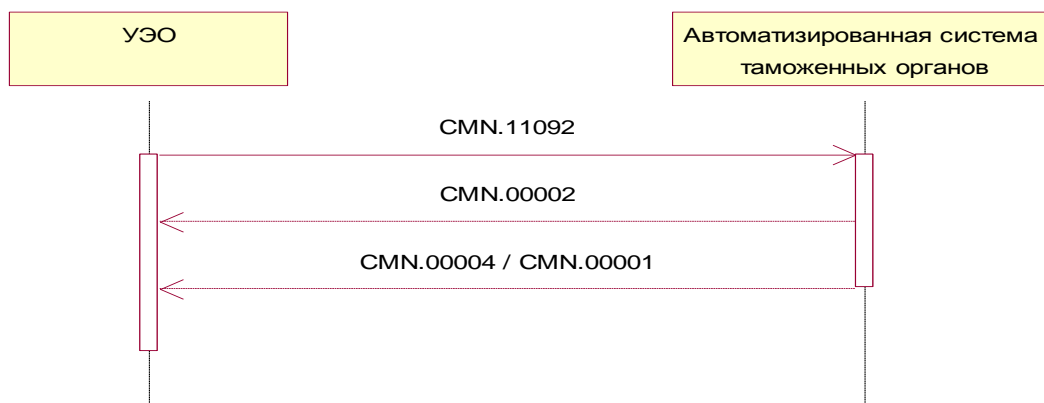 УЭО
Автоматизированная система
таможенных органов
CMN.11092
CMN.00002
CMN.00004 / CMN.00001